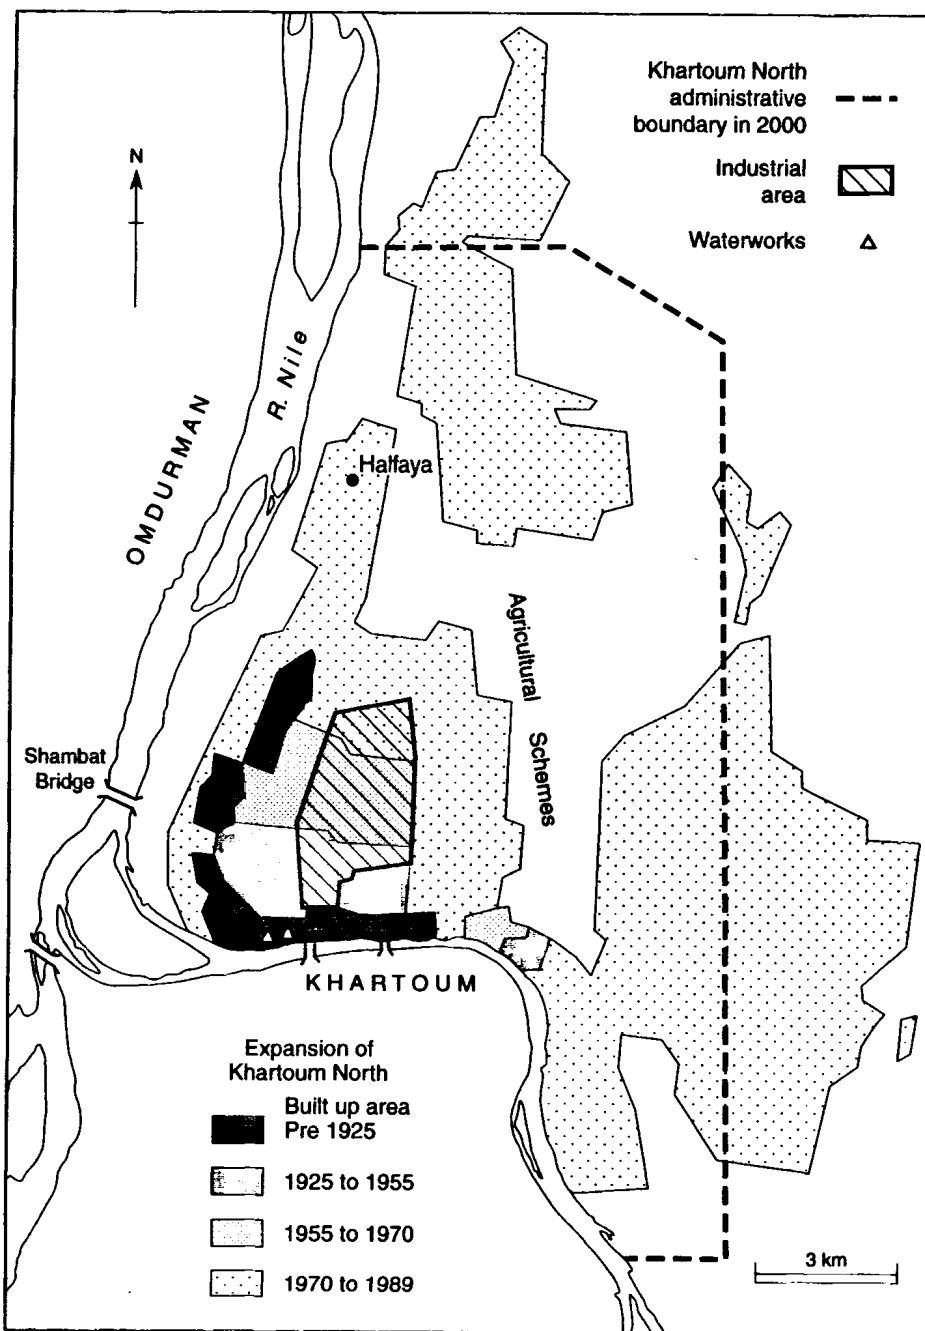 Khartoum North
administrative
boundary in 2000
Industrial
area
Waterworks
N
R. Nile
OMDURMAN
Halfaya
Agricultural
Schemes
Shambat
Bridge
KHARTOUM
Expansion of
Khartoum North
Built up area
Pre 1925
1925 to 1955
1955 to 1970
1970 to 1989
3 km